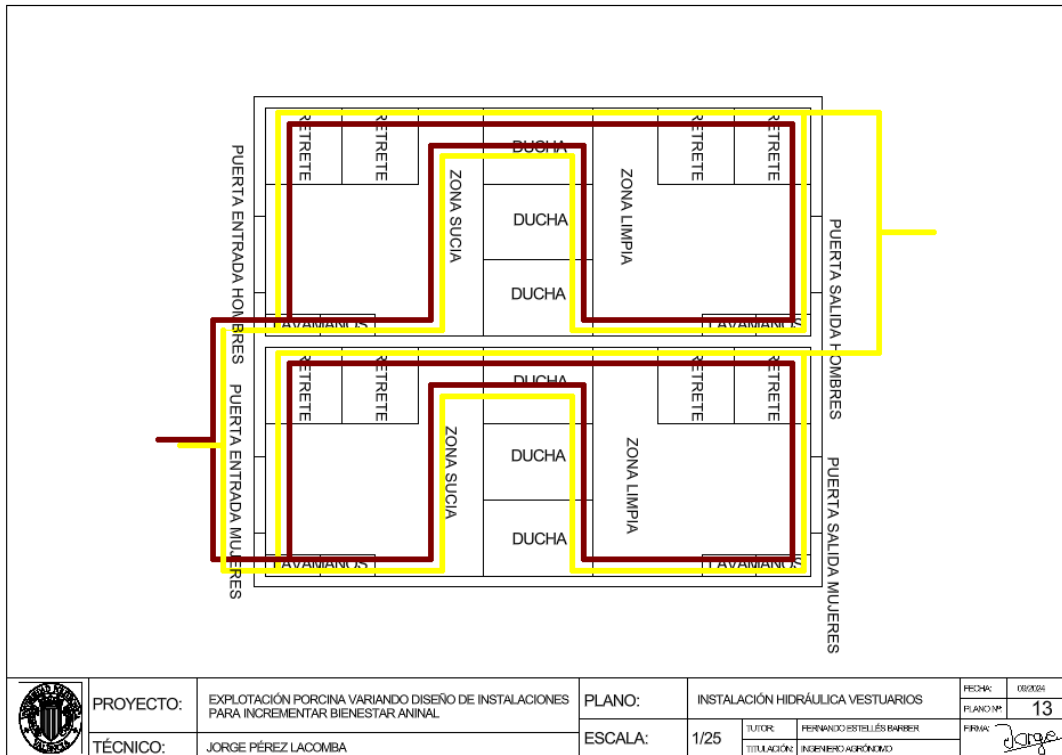 RETRETE
RETRETE
DUCHA
RETRETE
RETRETE
PUERTA ENTRADA HOMBRES
ZONA SUCIA
DUCHA
ZONA LIMPIA
PUERTA SALIDA HOMBRES
DUCHA
LAVAMANOS
LAVAMANOS
RETRETE
RETRETE
DUCHA
RETRETE
RETRETE
PUERTA ENTRADA MUJERES
ZONA SUCIA
DUCHA
ZONA LIMPIA
PUERTA SALIDA MUJERES
DUCHA
LAVAMANOS
LAVAMANOS
PROYECTO:
EXPLOTACIÓN PORCINA VARIANDO DISEÑO DE INSTALACIONES
PARA INCREMENTAR BIENESTAR ANINAL
PLANO:
INSTALACIÓN HIDRÁULICA VESTUARIOS
FECHA:
09/2024
PLANO Nº:
13
TÉCNICO:
JORGE PÉREZ LACOMBA
ESCALA:
1/25
TUTOR:
FERNANDO ESTELLÉS BARBER
TITULACIÓN:
INGENIERO AGRÓNOMO
FIRMA:
Jorge